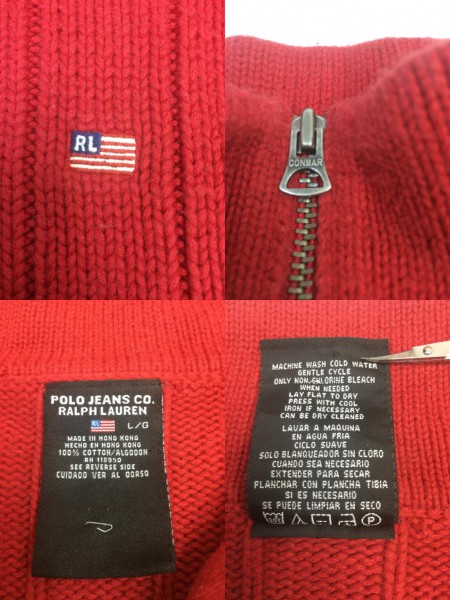 RL
CONMAR
POLO JEANS CO.
RALPH LAUREN
RL L/G
MADE IN HONG KONG
HECHO EN HONG KONG
100% COTTON/ALGODON
RN 118950
SEE REVERSE SIDE
CUIDADO VER AL DORSO
MACHINE WASH COLD WATER
GENTLE CYCLE
ONLY NON-CHLORINE BLEACH
WHEN NEEDED
LAY FLAT TO DRY
PRESS WITH COOL
IRON IF NECESSARY
CAN BE DRY CLEANED
LAVAR A MAQUINA
EN AGUA FRIA
CICLO SUAVE
SOLO BLANQUEADOR SIN CLORO
CUANDO SEA NECESARIO
EXTENDER PARA SECAR
PLANCHAR CON PLANCHA TIBIA
SI ES NECESARIO
SE PUEDE LIMPIAR EN SECO
P